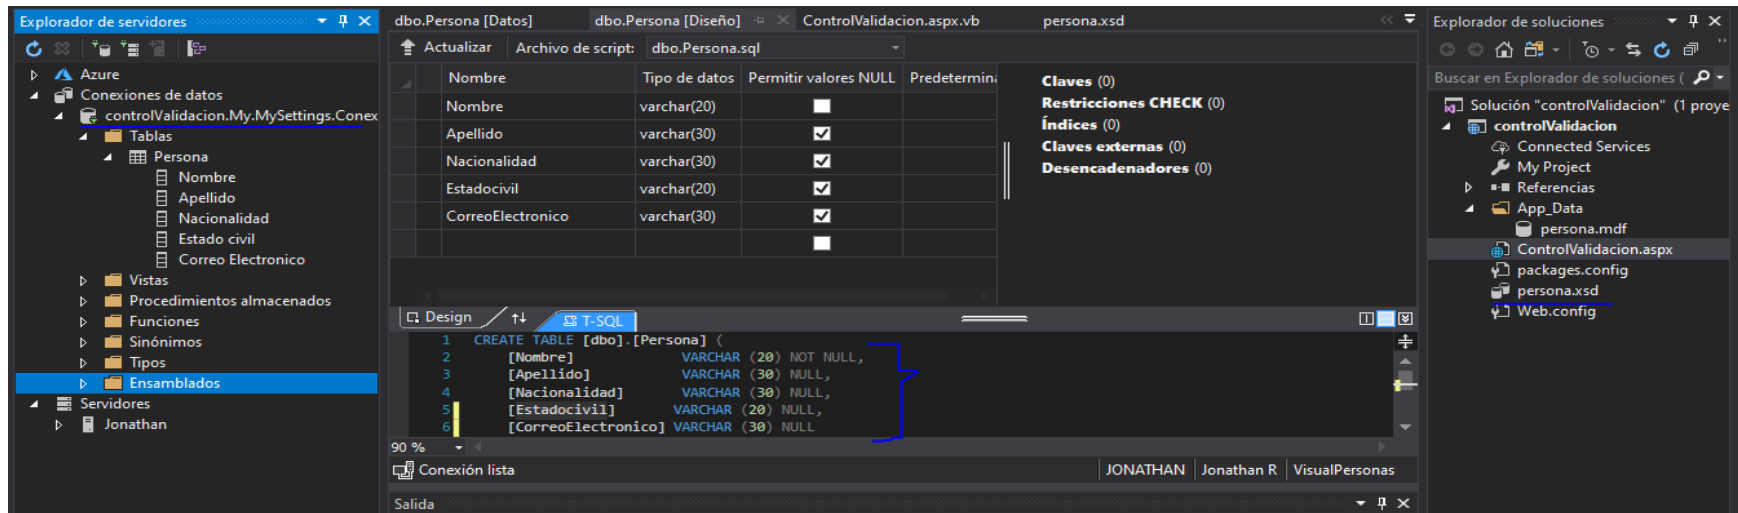 Explorador de servidores
Azure
Conexiones de datos
controlValidacion.My.MySettings.Conex
Tablas
Persona
Nombre
Apellido
Nacionalidad
Estado civil
Correo Electronico
Vistas
Procedimientos almacenados
Funciones
Sinónimos
Tipos
Ensamblados
Servidores
Jonathan
dbo.Persona [Datos] dbo.Persona [Diseño] ControlValidacion.aspx.vb persona.xsd
Actualizar Archivo de script: dbo.Persona.sql
Nombre Tipo de datos Permitir valores NULL Predetermina
Nombre varchar(20)
Apellido varchar(30)
Nacionalidad varchar(30)
Estadocivil varchar(20)
CorreoElectronico varchar(30)
Claves (0)
Restricciones CHECK (0)
Índices (0)
Claves externas (0)
Desencadenadores (0)
Design T-SQL
1 CREATE TABLE [dbo].[Persona] (
2 [Nombre] VARCHAR (20) NOT NULL,
3 [Apellido] VARCHAR (30) NULL,
4 [Nacionalidad] VARCHAR (30) NULL,
5 [Estadocivil] VARCHAR (20) NULL,
6 [CorreoElectronico] VARCHAR (30) NULL
90 %
Conexión lista JONATHAN Jonathan R VisualPersonas
Salida
Explorador de soluciones
Buscar en Explorador de soluciones (
Solución "controlValidacion" (1 proye
controlValidacion
Connected Services
My Project
Referencias
App_Data
persona.mdf
ControlValidacion.aspx
packages.config
persona.xsd
Web.config